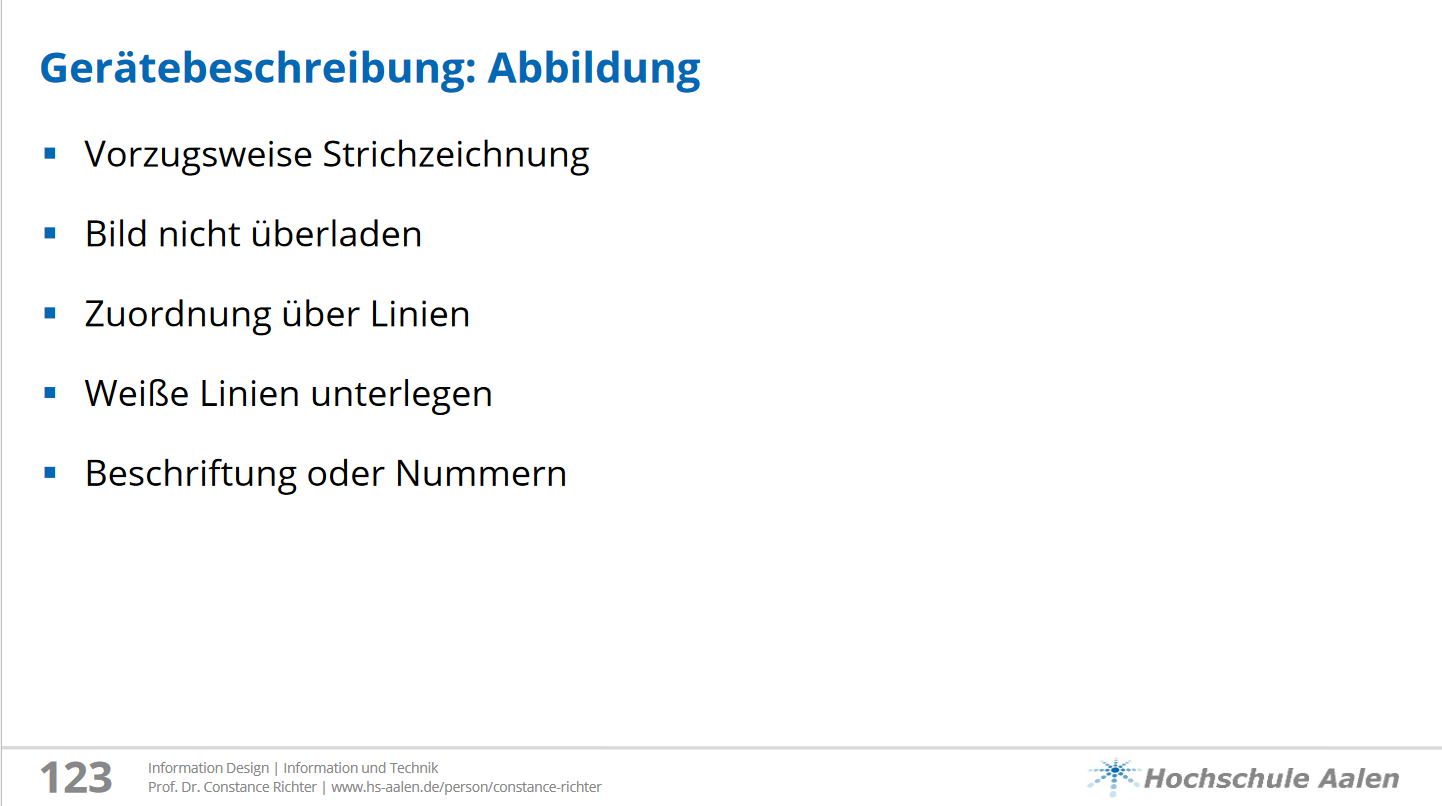 Gerätebeschreibung: Abbildung
Vorzugsweise Strichzeichnung
Bild nicht überladen
Zuordnung über Linien
Weiße Linien unterlegen
Beschriftung oder Nummern
123
Information Design | Information und Technik
Prof. Dr. Constance Richter | www.hs-aalen.de/person/constance-richter
Hochschule Aalen